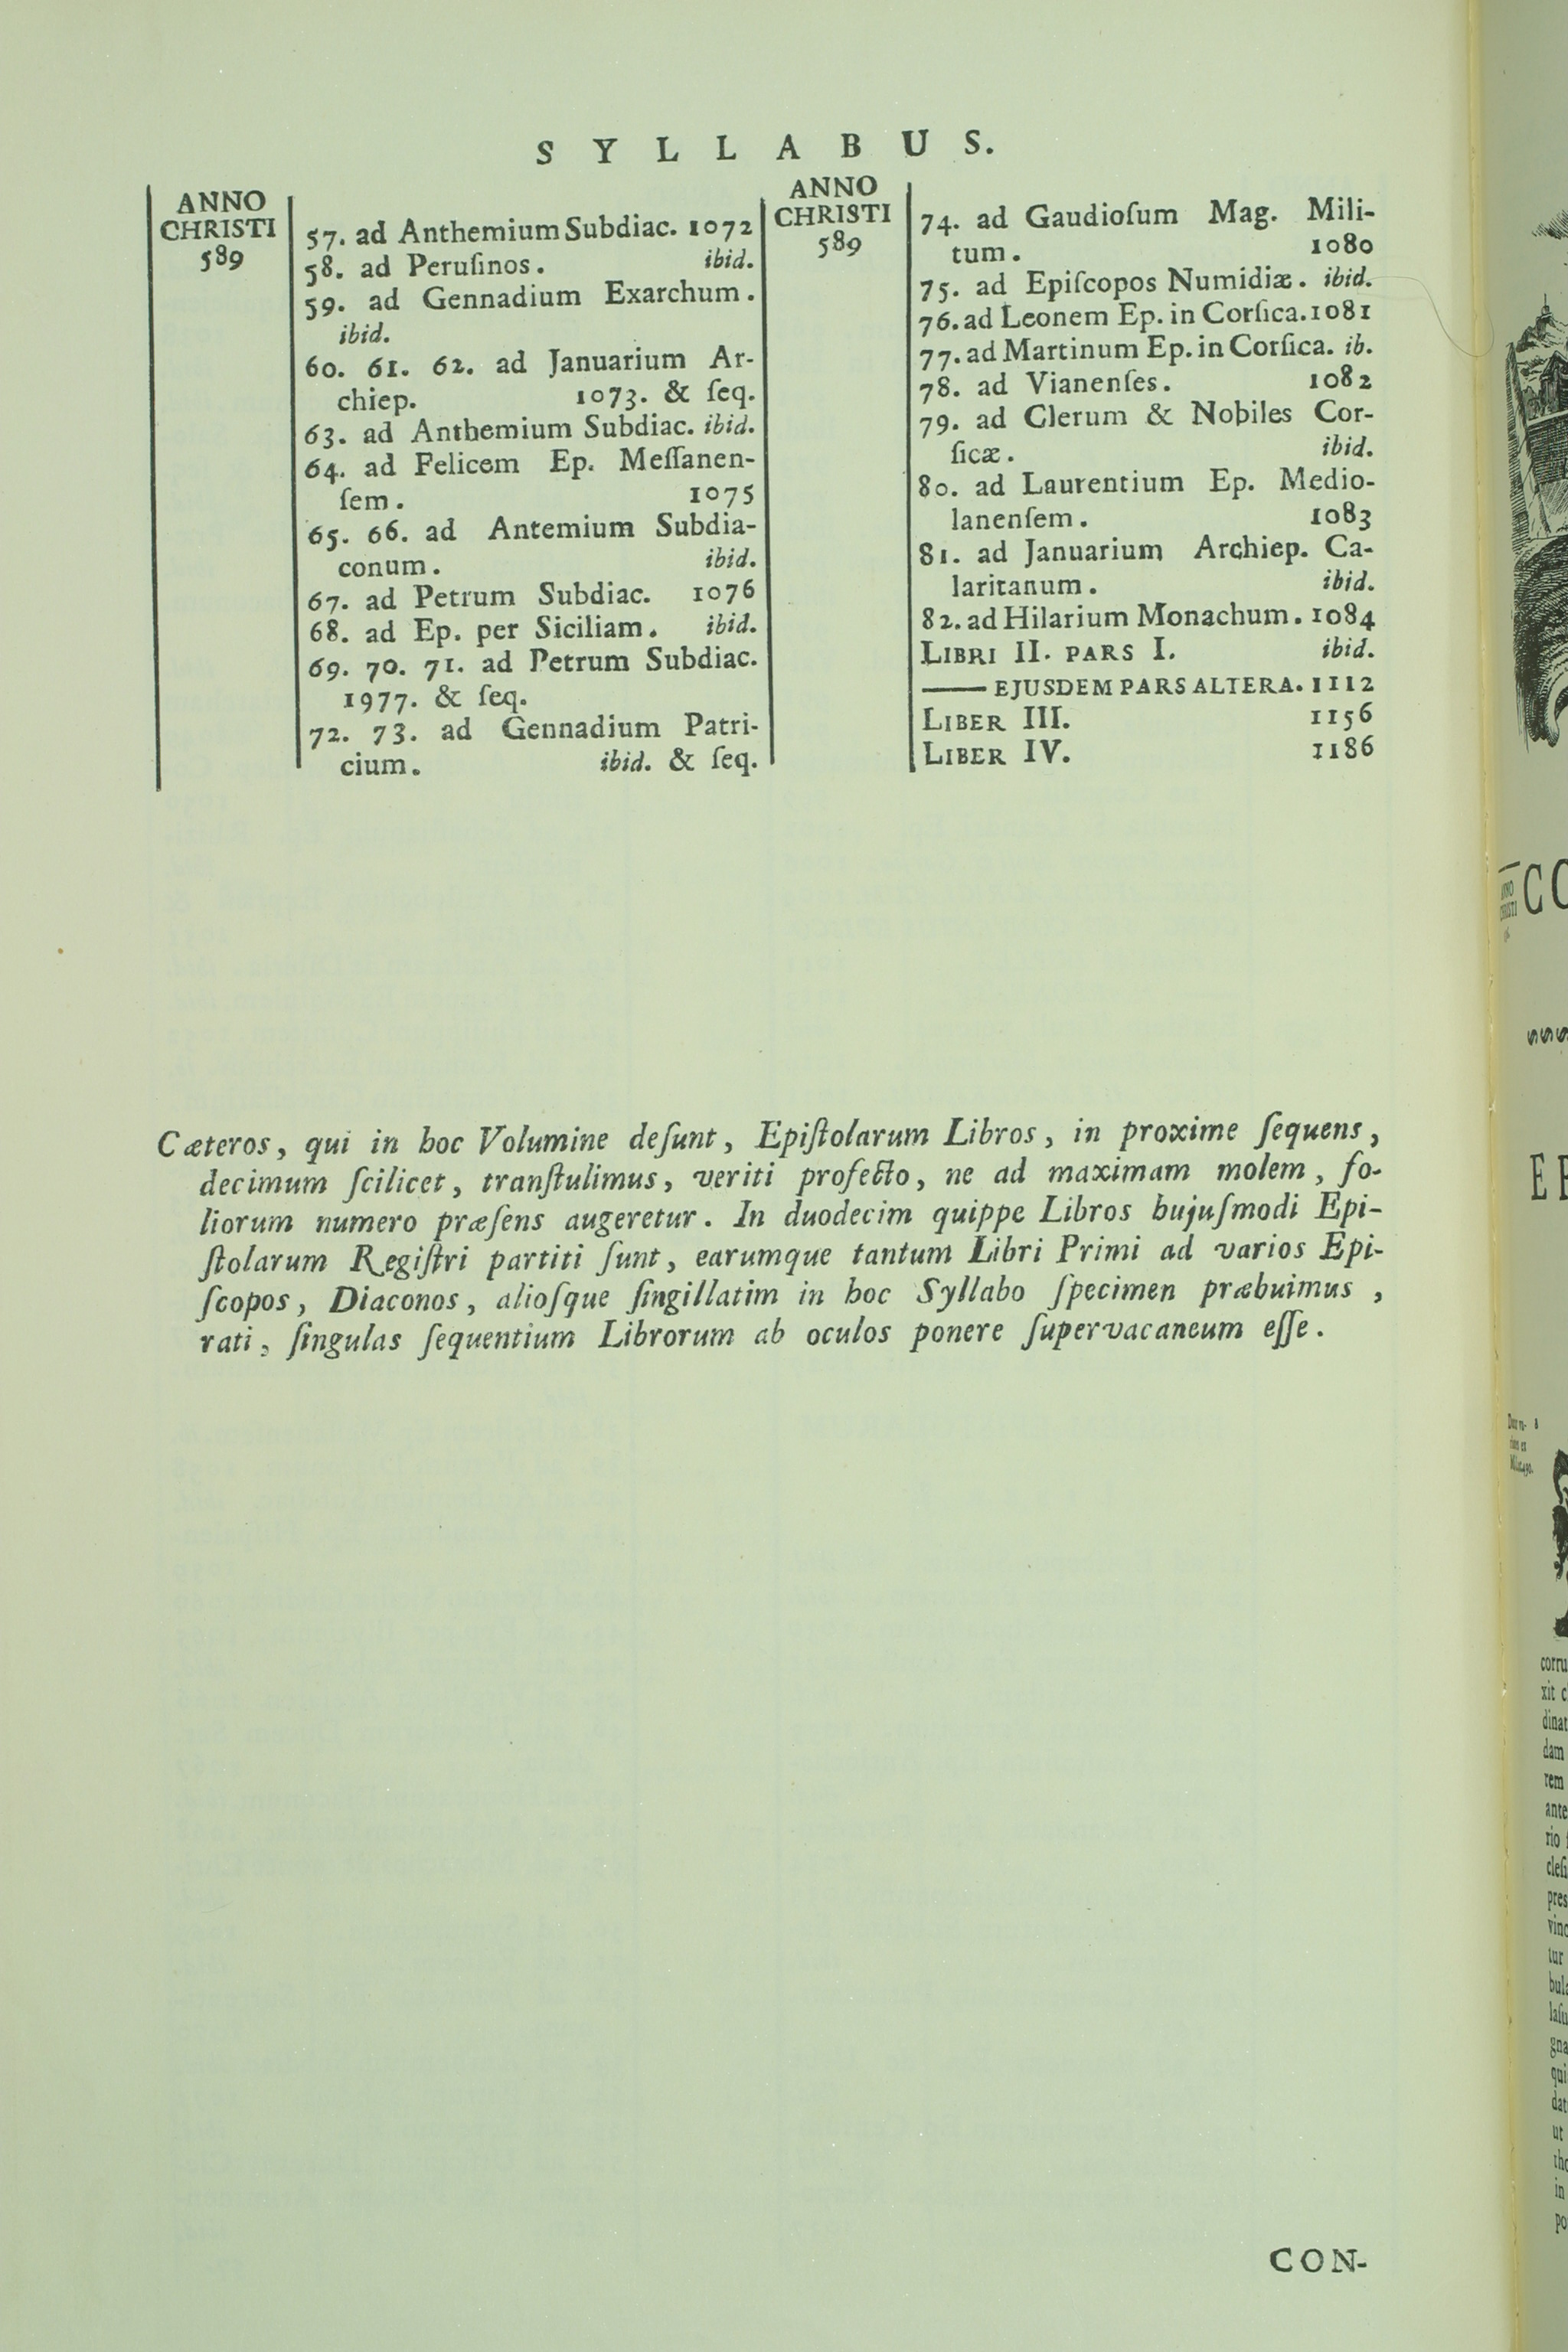 SYLLABUS.
ANNO
CHRISTI
589
57. ad Anthemium Subdiac. 1072
58. ad Peruſinos. ibid.
59. ad Gennadium Exarchum.
ibid.
60. 61. 62. ad Januarium Ar-
chiep. 1073. & ſeq.
63. ad Anthemium Subdiac. ibid.
64. ad Felicem Ep. Meſſanen-
ſem. 1075
65. 66. ad Antemium Subdia-
conum. ibid.
67. ad Petrum Subdiac. 1076
68. ad Ep. per Siciliam. ibid.
69. 70. 71. ad Petrum Subdiac.
1977. & ſeq.
72. 73. ad Gennadium Patri-
cium. ibid. & ſeq.
ANNO
CHRISTI
589
74. ad Gaudioſum Mag. Mili-
tum. 1080
75. ad Epiſcopos Numidiæ. ibid.
76. ad Leonem Ep. in Corſica. 1081
77. ad Martinum Ep. in Corſica. ib.
78. ad Vianenſes. 1082
79. ad Clerum & Nobiles Cor-
ſicæ. ibid.
80. ad Laurentium Ep. Medio-
lanenſem. 1083
81. ad Januarium Archiep. Ca-
laritanum. ibid.
82. ad Hilarium Monachum. 1084
LIBRI II. PARS I. ibid.
—— EJUSDEM PARS ALTERA. 1112
LIBER III. 1156
LIBER IV. 1186
Cæteros, qui in hoc Volumine deſunt, Epiſtolarum Libros, in proxime ſequens,
decimum ſcilicet, tranſtulimus, veriti profecto, ne ad maximam molem, fo-
liorum numero præſens augeretur. In duodecim quippe Libros hujuſmodi Epi-
ſtolarum Regiſtri partiti ſunt, earumque tantum Libri Primi ad varios Epi-
ſcopos, Diaconos, alioſque ſingillatim in hoc Syllabo ſpecimen præbuimus,
rati, ſingulas ſequentium Librorum ab oculos ponere ſupervacaneum eſſe.
CON-